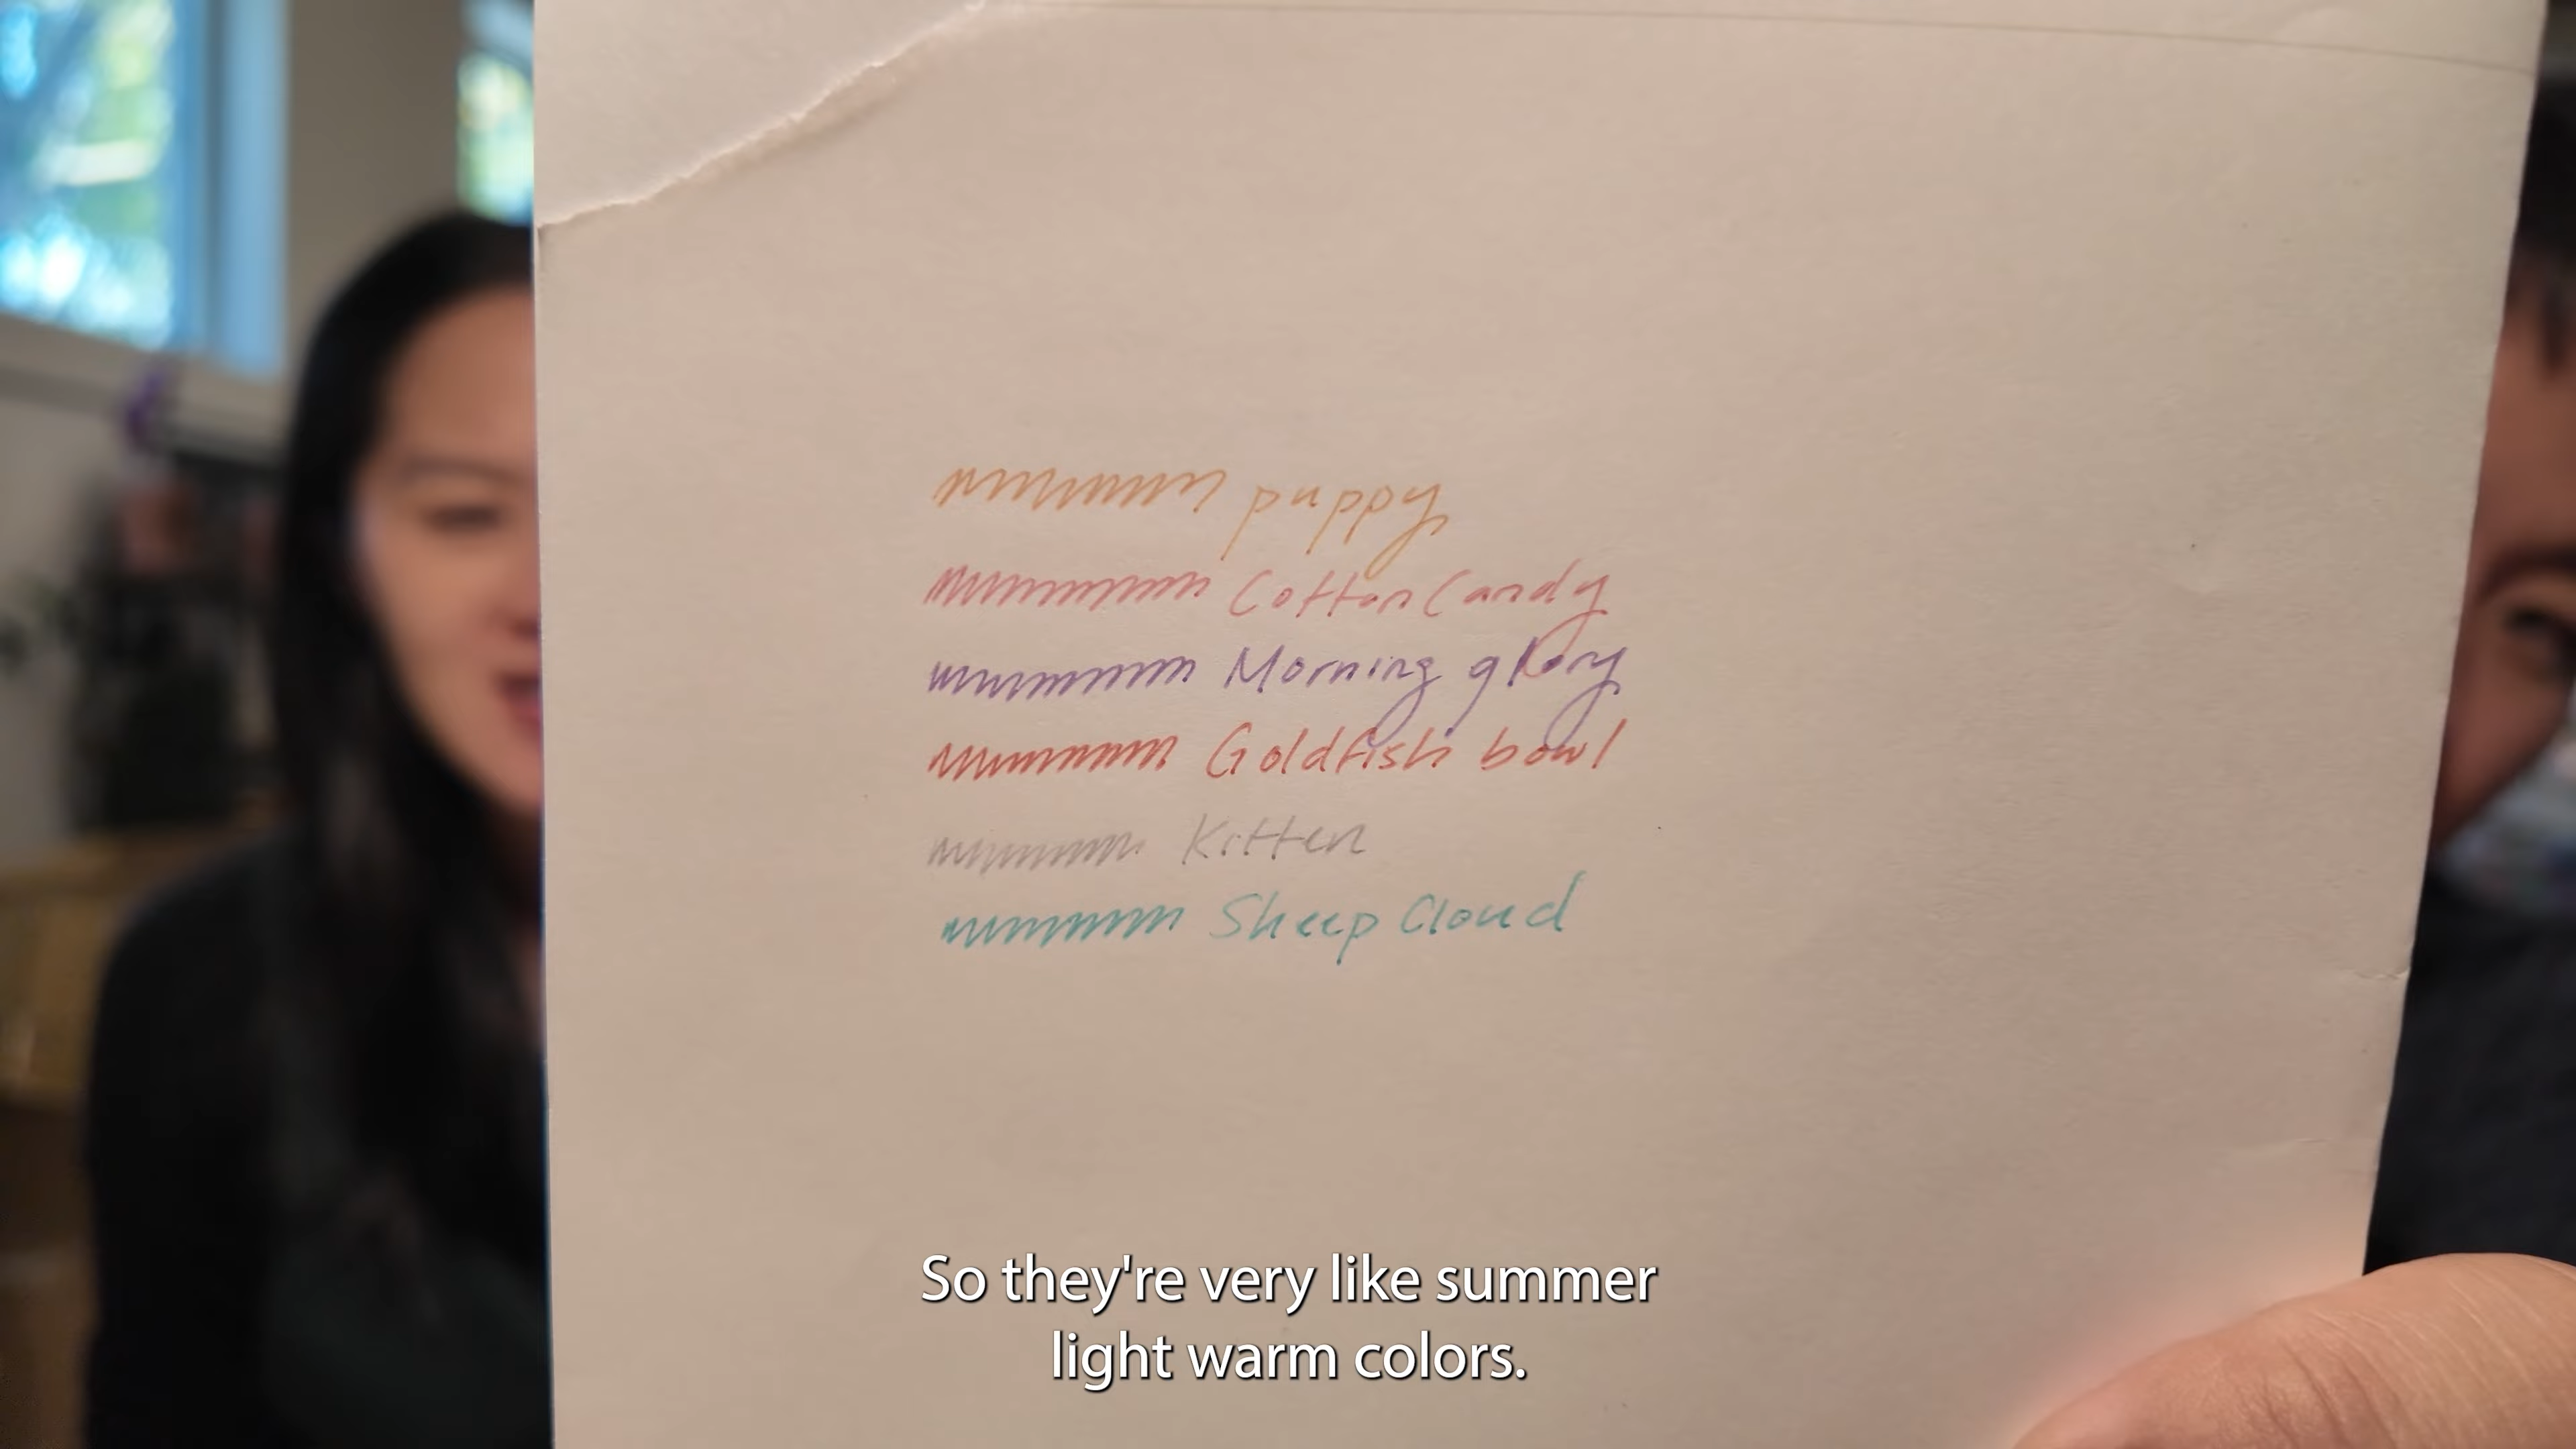 puppy
Cotton Candy
Morning glory
Goldfish bowl
Kitten
Sheep Cloud
So they're very like summer
light warm colors.